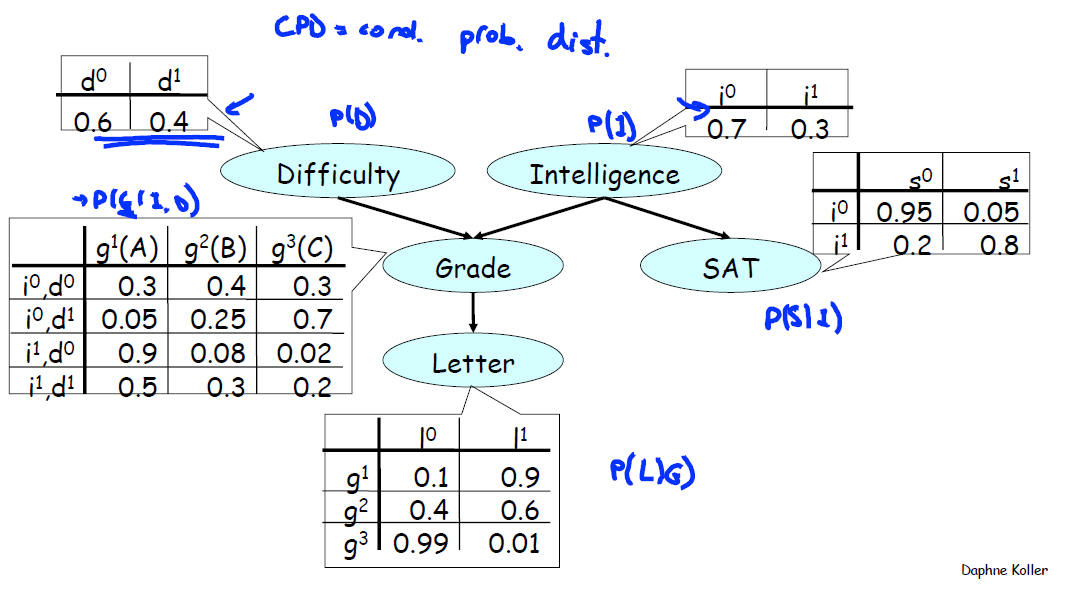 CPD = cond. prob. dist.
d⁰ d¹
0.6 0.4
P(D)
P(I)
i⁰ i¹
0.7 0.3
Difficulty
Intelligence
s⁰ s¹
i⁰ 0.95 0.05
i¹ 0.2 0.8
→ P(G|I,D)
g¹(A) g²(B) g³(C)
i⁰,d⁰ 0.3 0.4 0.3
i⁰,d¹ 0.05 0.25 0.7
i¹,d⁰ 0.9 0.08 0.02
i¹,d¹ 0.5 0.3 0.2
Grade
SAT
P(S|I)
Letter
l⁰ l¹
g¹ 0.1 0.9
g² 0.4 0.6
g³ 0.99 0.01
P(L|G)
Daphne Koller